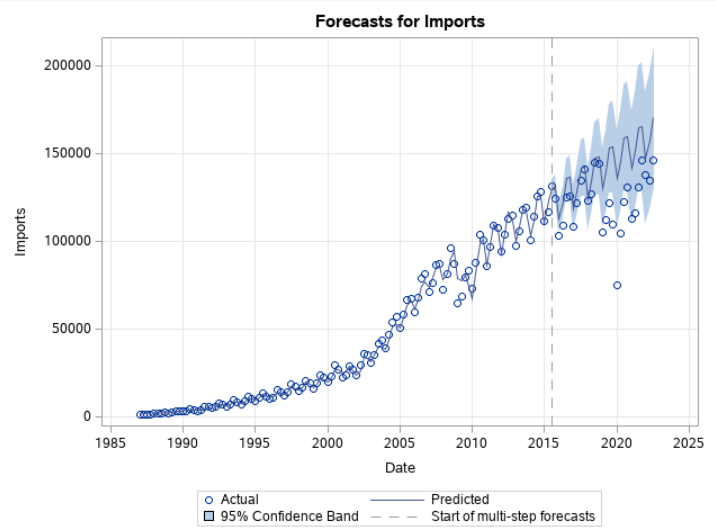 Forecasts for Imports
200000
150000
100000
50000
0
Imports
1985 1990 1995 2000 2005 2010 2015 2020 2025
Date
Actual Predicted
95% Confidence Band Start of multi-step forecasts